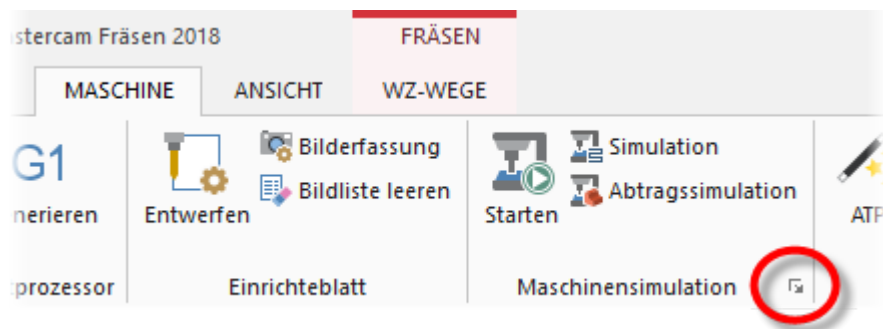 stercam Fräsen 2018 FRÄSEN
MASCHINE ANSICHT WZ-WEGE
G1 Bilderfassung Simulation
nerieren Entwerfen Bildliste leeren Starten Abtragssimulation ATP
prozessor Einrichteblatt Maschinensimulation